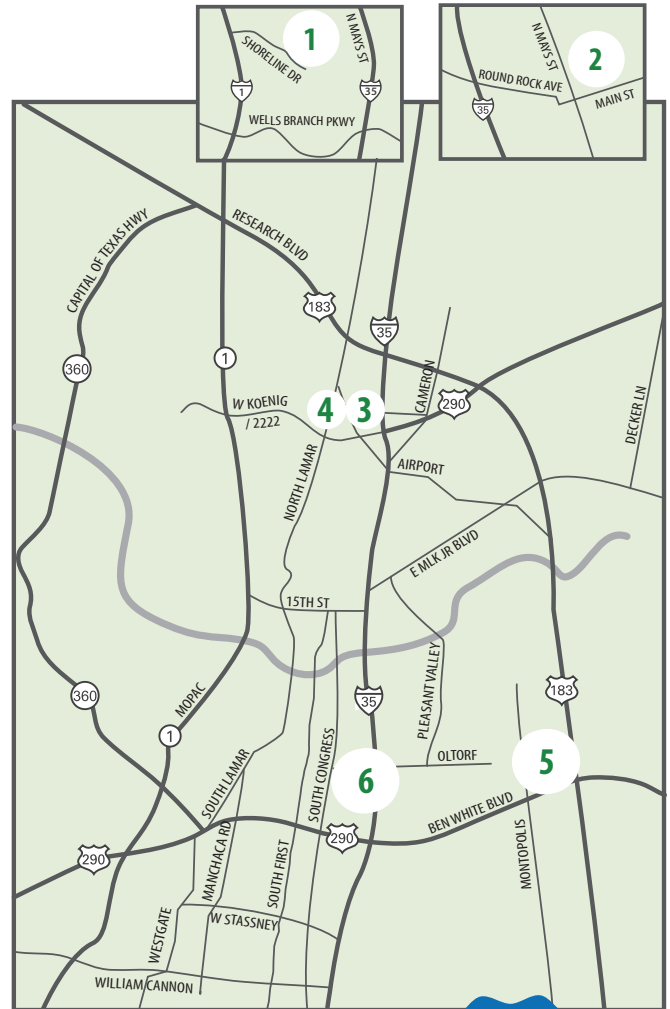 1
SHORELINE DR
N MAYS ST
1
35
WELLS BRANCH PKWY
2
N MAYS ST
ROUND ROCK AVE
MAIN ST
35
CAPITAL OF TEXAS HWY
RESEARCH BLVD
183
35
360
1
CAMERON
290
DECKER LN
W KOENIG
/ 2222
4
3
AIRPORT
NORTH LAMAR
E MLK JR BLVD
15TH ST
PLEASANT VALLEY
360
MOPAC
1
35
183
OLTORF
5
6
SOUTH LAMAR
SOUTH CONGRESS
BEN WHITE BLVD
290
290
MANCHACA RD
SOUTH FIRST
MONTOPOLIS
WESTGATE
W STASSNEY
WILLIAM CANNON